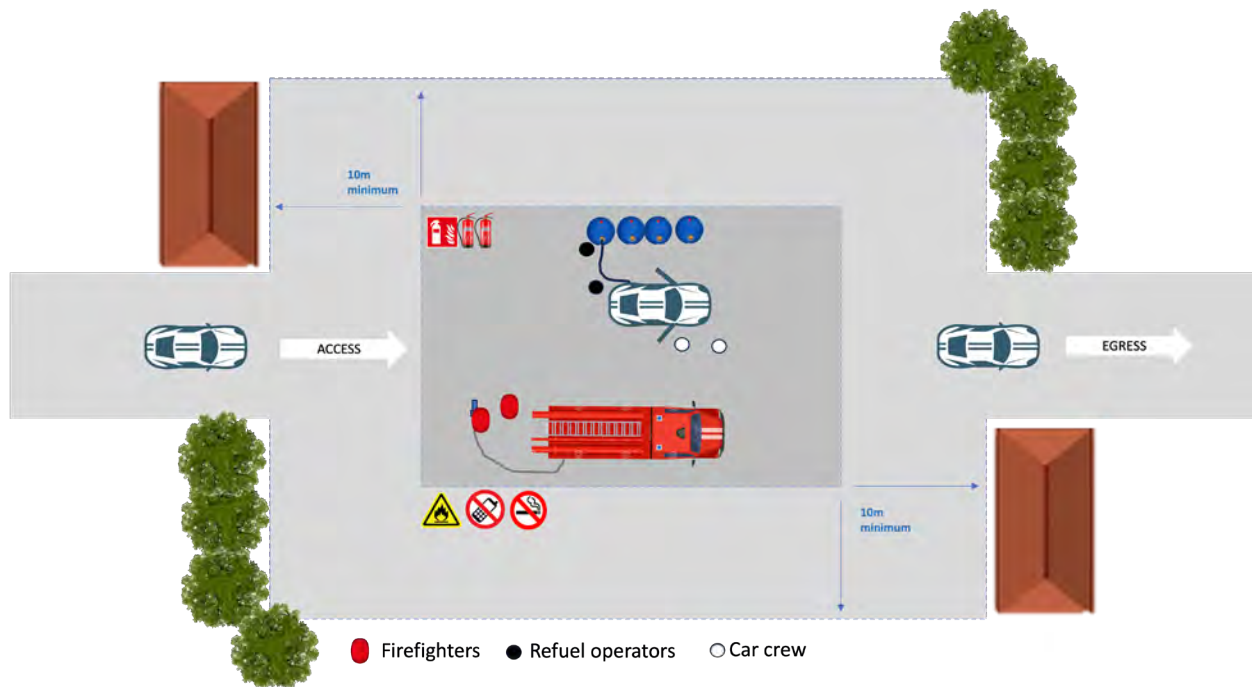 10m
minimum
ACCESS
EGRESS
10m
minimum
Firefighters
Refuel operators
Car crew